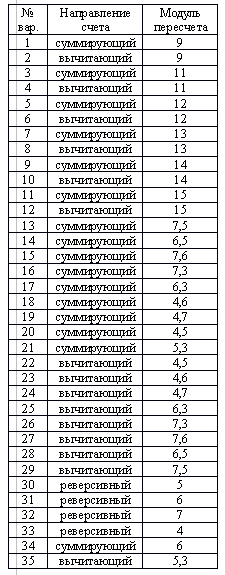 № Направление Модуль
вар. счета пересчета
1 суммирующий 9
2 вычитающий 9
3 суммирующий 11
4 вычитающий 11
5 суммирующий 12
6 вычитающий 12
7 суммирующий 13
8 вычитающий 13
9 суммирующий 14
10 вычитающий 14
11 суммирующий 15
12 вычитающий 15
13 суммирующий 7,5
14 суммирующий 6,5
15 суммирующий 7,6
16 суммирующий 7,3
17 суммирующий 6,3
18 суммирующий 4,6
19 суммирующий 4,7
20 суммирующий 4,5
21 суммирующий 5,3
22 вычитающий 4,5
23 вычитающий 4,6
24 вычитающий 4,7
25 вычитающий 6,3
26 вычитающий 7,3
27 вычитающий 7,6
28 вычитающий 6,5
29 вычитающий 7,5
30 реверсивный 5
31 реверсивный 6
32 реверсивный 7
33 реверсивный 4
34 суммирующий 6
35 вычитающий 5,3